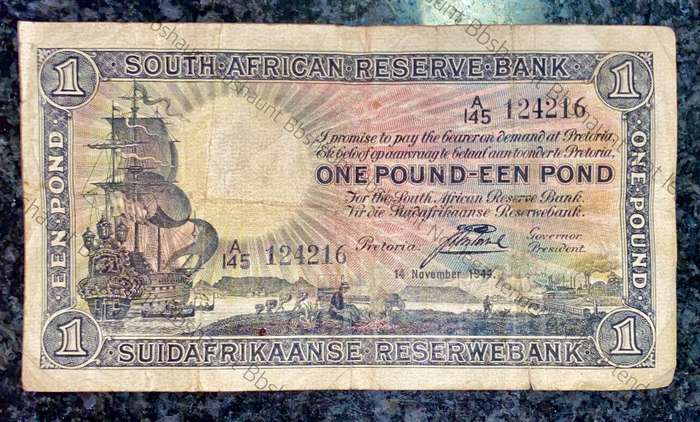 SOUTH·AFRICAN·RESERVE·BANK·
1
1
A/145 124216
I promise to pay the bearer on demand at Pretoria,
Ek beloof op aanvraag te betaal aan toonder te Pretoria,
ONE POUND-EEN POND
For the South African Reserve Bank.
Vir die Suidafrikaanse Reserwebank.
A/145 124216
Pretoria:
Governor
President.
14 November 1949.
EEN·POND
ONE·POUND
1
1
·SUIDAFRIKAANSE RESERWEBANK·